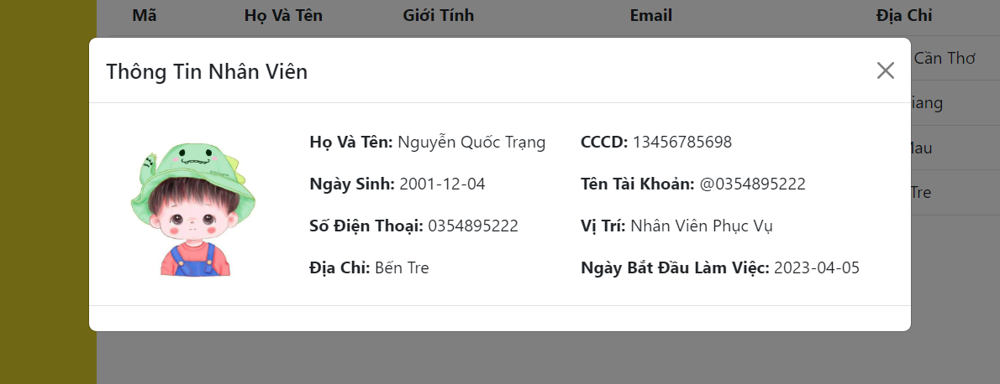 Mã Họ Và Tên Giới Tính Email Địa Chỉ
Thông Tin Nhân Viên
Cần Thơ
Họ Và Tên: Nguyễn Quốc Trạng CCCD: 13456785698
Ngày Sinh: 2001-12-04 Tên Tài Khoản: @0354895222
Tre
Số Điện Thoại: 0354895222 Vị Trí: Nhân Viên Phục Vụ
Địa Chỉ: Bến Tre Ngày Bắt Đầu Làm Việc: 2023-04-05